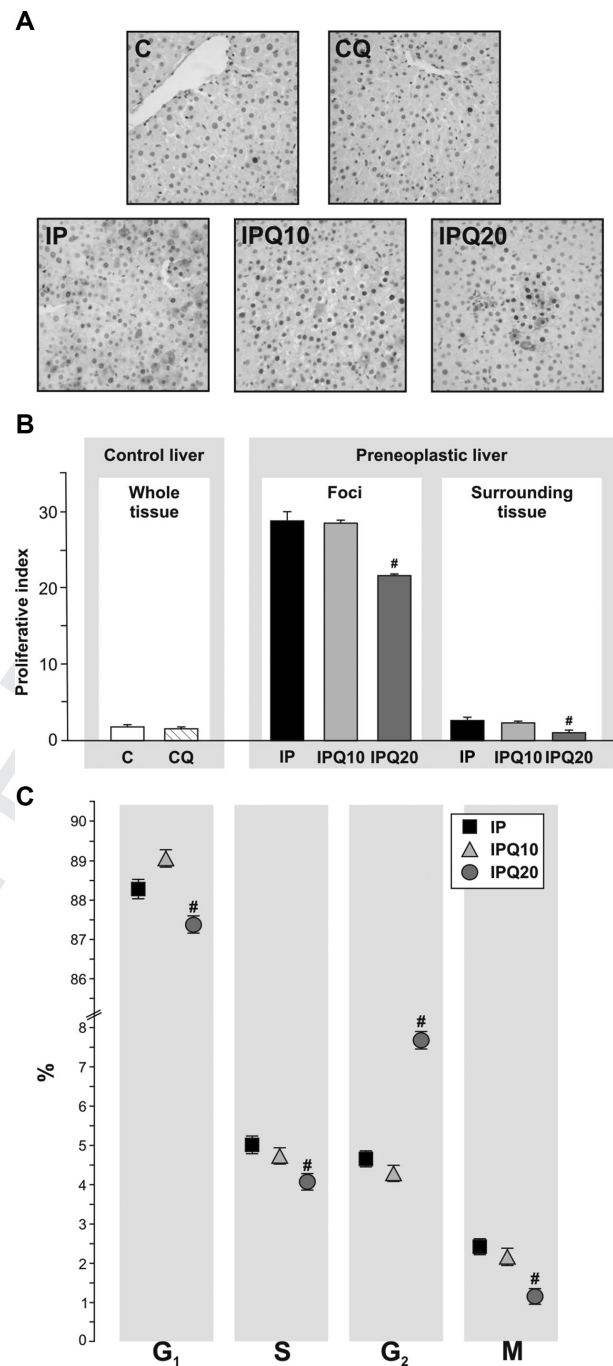 A
C
CQ
IP
IPQ10
IPQ20
B
Control liver
Preneoplastic liver
Whole
tissue
Foci
Surrounding
tissue
Proliferative index
30
20
10
0
#
#
C
CQ
IP
IPQ10
IPQ20
IP
IPQ10
IPQ20
C
90
89
88
87
86
8
7
6
5
4
3
2
1
0
%
IP
IPQ10
IPQ20
#
#
#
#
G₁
S
G₂
M